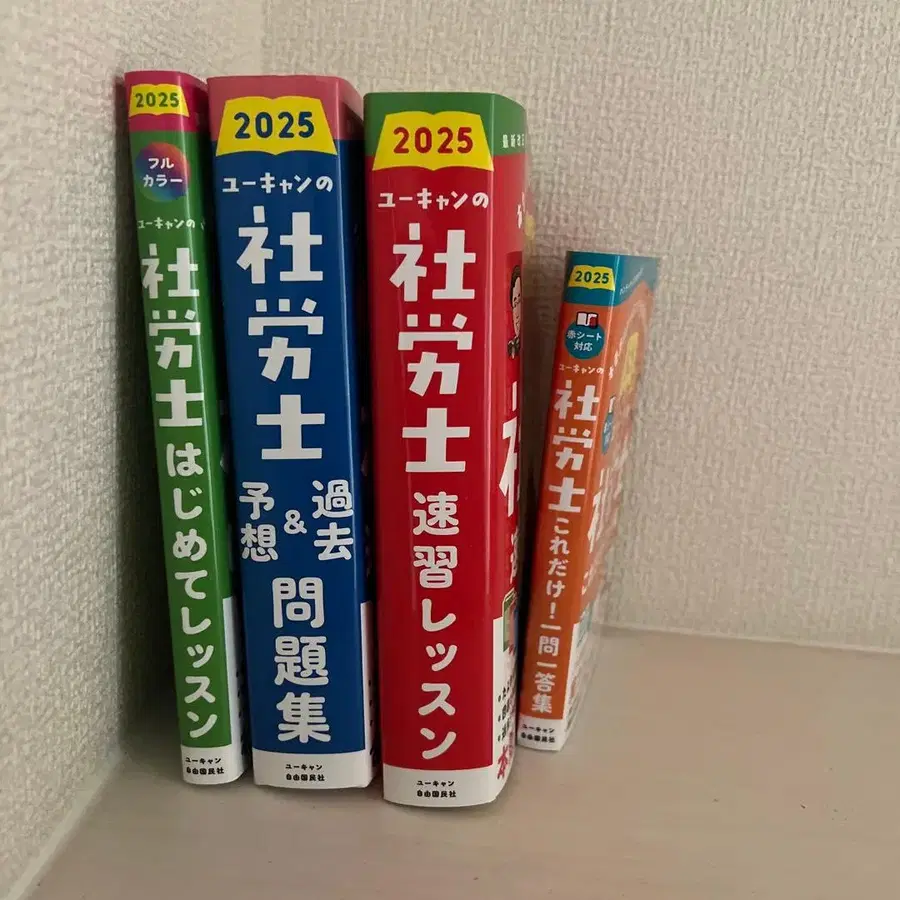 2025
フル
カラー
ユーキャンの
社労士
はじめてレッスン
2025
ユーキャンの
社労士
過去
&
予想
問題集
ユーキャン
自由国民社
2025
ユーキャンの
社労士
速習レッスン
ユーキャン
自由国民社
2025
赤シート
対応
ユーキャンの
社労士
これだけ!一問一答集
ユーキャン
自由国民社
ユーキャン
自由国民社